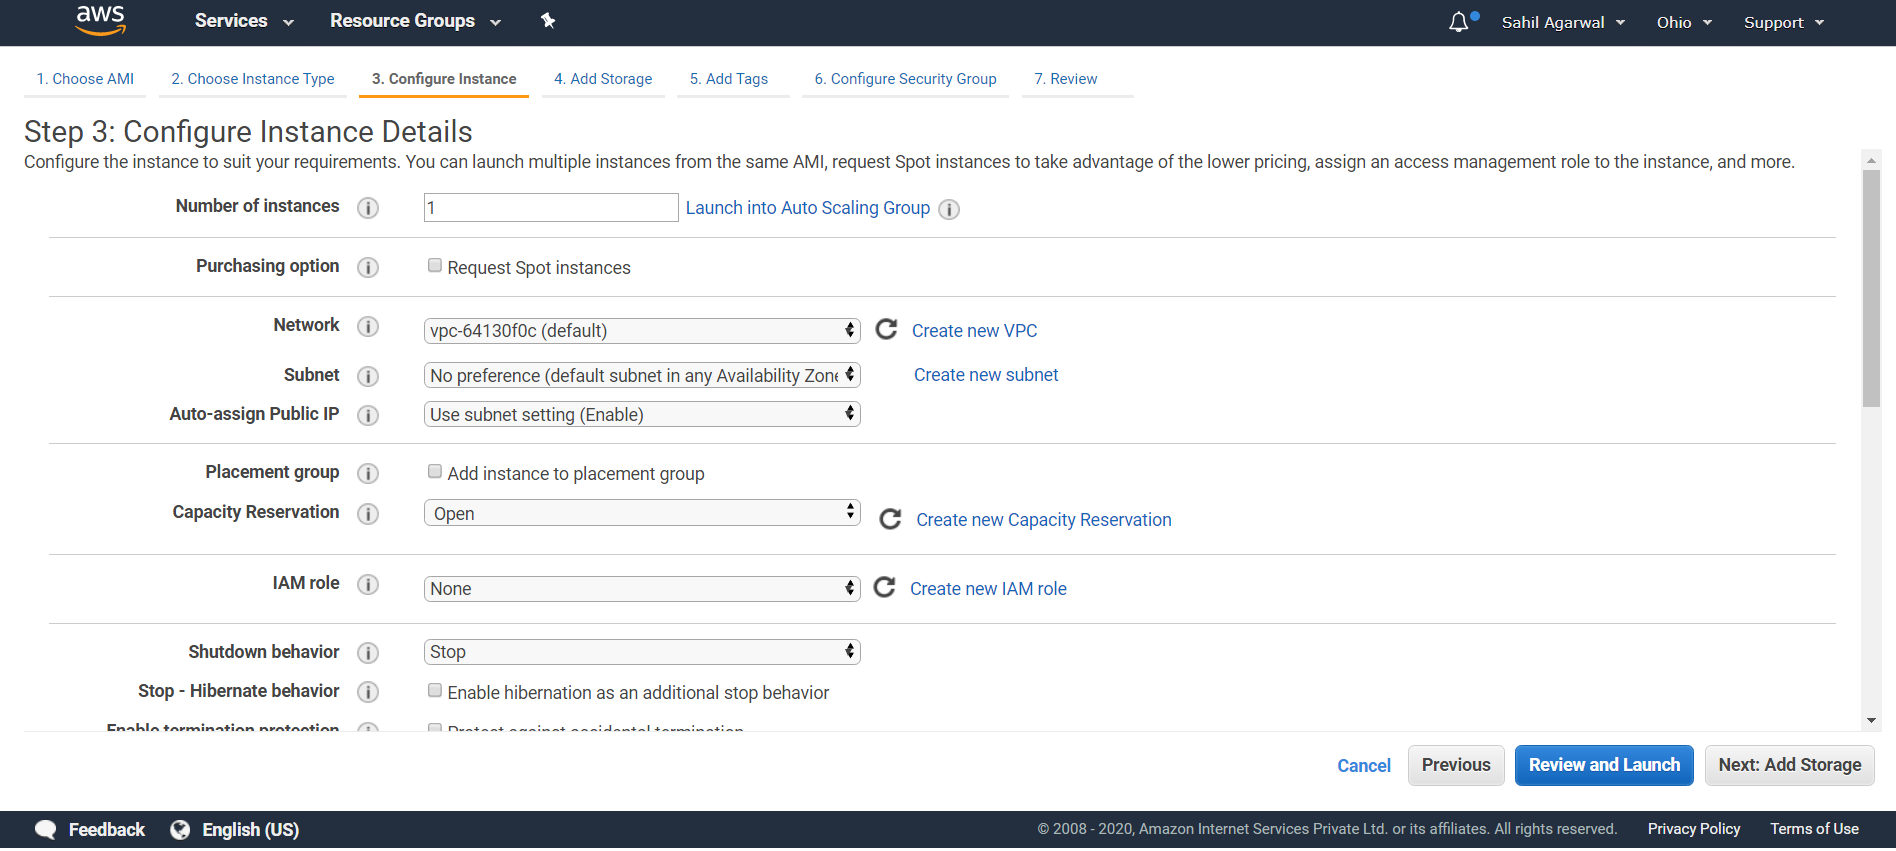 aws Services Resource Groups Sahil Agarwal Ohio Support
1. Choose AMI 2. Choose Instance Type 3. Configure Instance 4. Add Storage 5. Add Tags 6. Configure Security Group 7. Review
Step 3: Configure Instance Details
Configure the instance to suit your requirements. You can launch multiple instances from the same AMI, request Spot instances to take advantage of the lower pricing, assign an access management role to the instance, and more.
Number of instances i 1 Launch into Auto Scaling Group i
Purchasing option i Request Spot instances
Network i vpc-64130f0c (default) Create new VPC
Subnet i No preference (default subnet in any Availability Zone Create new subnet
Auto-assign Public IP i Use subnet setting (Enable)
Placement group i Add instance to placement group
Capacity Reservation i Open Create new Capacity Reservation
IAM role i None Create new IAM role
Shutdown behavior i Stop
Stop - Hibernate behavior i Enable hibernation as an additional stop behavior
Enable termination protection i Protect against accidental termination
Cancel Previous Review and Launch Next: Add Storage
Feedback English (US) © 2008 - 2020, Amazon Internet Services Private Ltd. or its affiliates. All rights reserved. Privacy Policy Terms of Use